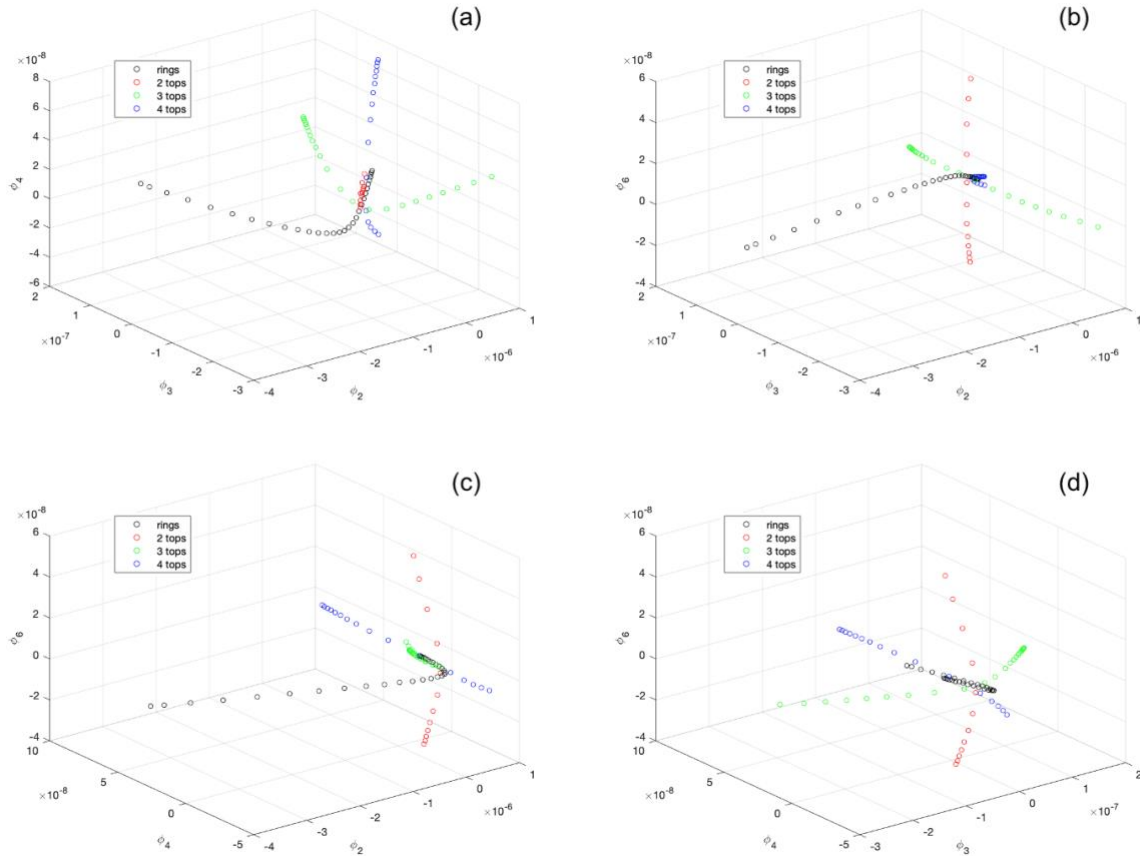 (a)
×10⁻⁸
rings
2 tops
3 tops
4 tops
8
6
4
2
0
-2
-4
-6
ϕ₄
2
1
0
-1
-2
-3
×10⁻⁷
ϕ₃
-4
-3
-2
-1
0
1
×10⁻⁶
ϕ₂
(b)
×10⁻⁸
rings
2 tops
3 tops
4 tops
6
4
2
0
-2
-4
ϕ₆
2
1
0
-1
-2
-3
×10⁻⁷
ϕ₃
-4
-3
-2
-1
0
1
×10⁻⁶
ϕ₂
(c)
×10⁻⁸
rings
2 tops
3 tops
4 tops
6
4
2
0
-2
-4
ϕ₆
10
5
0
-5
×10⁻⁸
ϕ₄
-4
-3
-2
-1
0
1
×10⁻⁶
ϕ₂
(d)
×10⁻⁸
rings
2 tops
3 tops
4 tops
6
4
2
0
-2
-4
ϕ₆
10
5
0
-5
×10⁻⁸
ϕ₄
-3
-2
-1
0
1
2
×10⁻⁷
ϕ₃